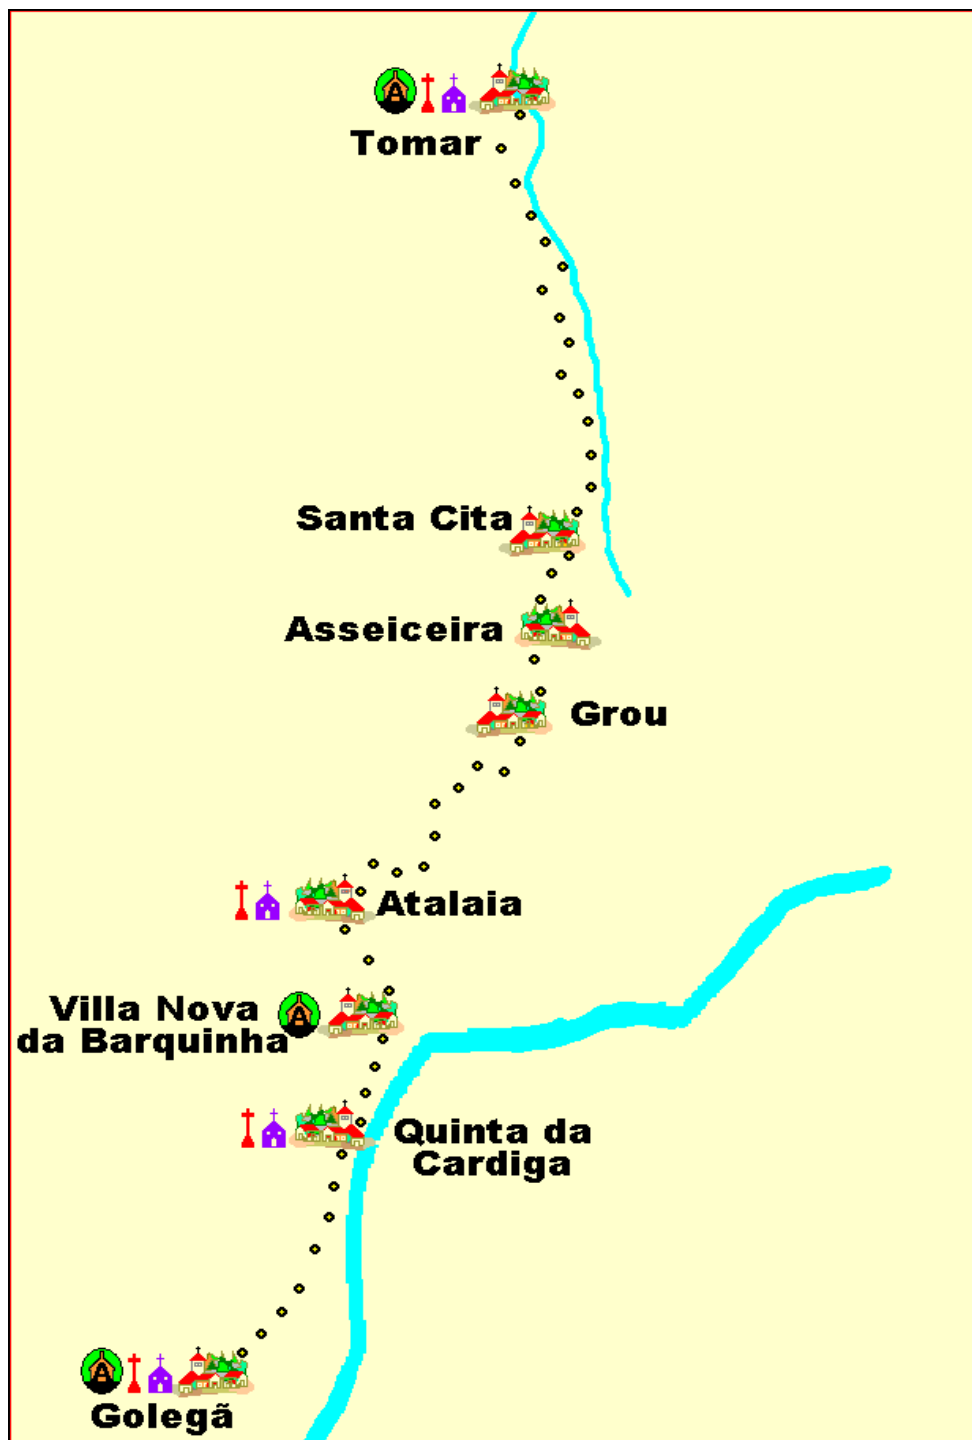 A
Tomar
Santa Cita
Asseiceira
Grou
Atalaia
A
Villa Nova
da Barquinha
Quinta da
Cardiga
A
Golegã